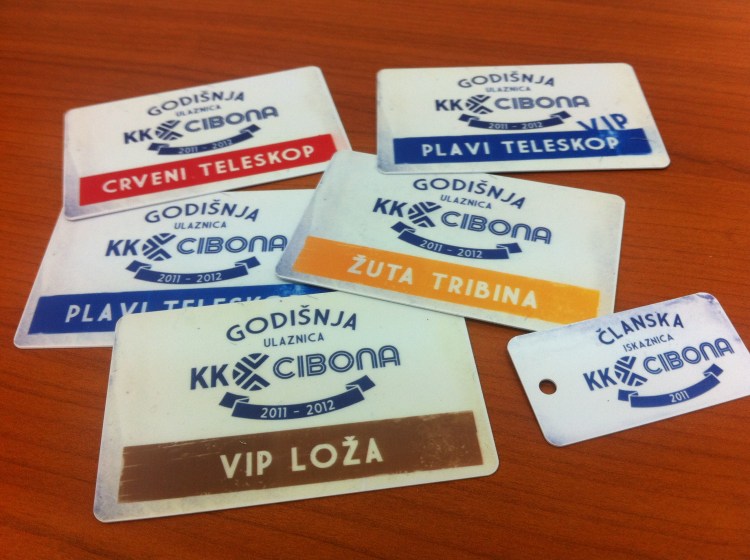 GODIŠNJA
ULAZNICA
KK CIBONA
2011 - 2012
CRVENI TELESKOP
GODIŠNJA
ULAZNICA
KK CIBONA
2011 - 2012
VIP
PLAVI TELESKOP
GODIŠNJA
ULAZNICA
KK CIBONA
2011 - 2012
PLAVI
GODIŠNJA
ULAZNICA
KK CIBONA
2011 - 2012
ŽUTA TRIBINA
GODIŠNJA
ULAZNICA
KK CIBONA
2011 - 2012
VIP LOŽA
ČLANSKA
ISKAZNICA
KK CIBONA
2011